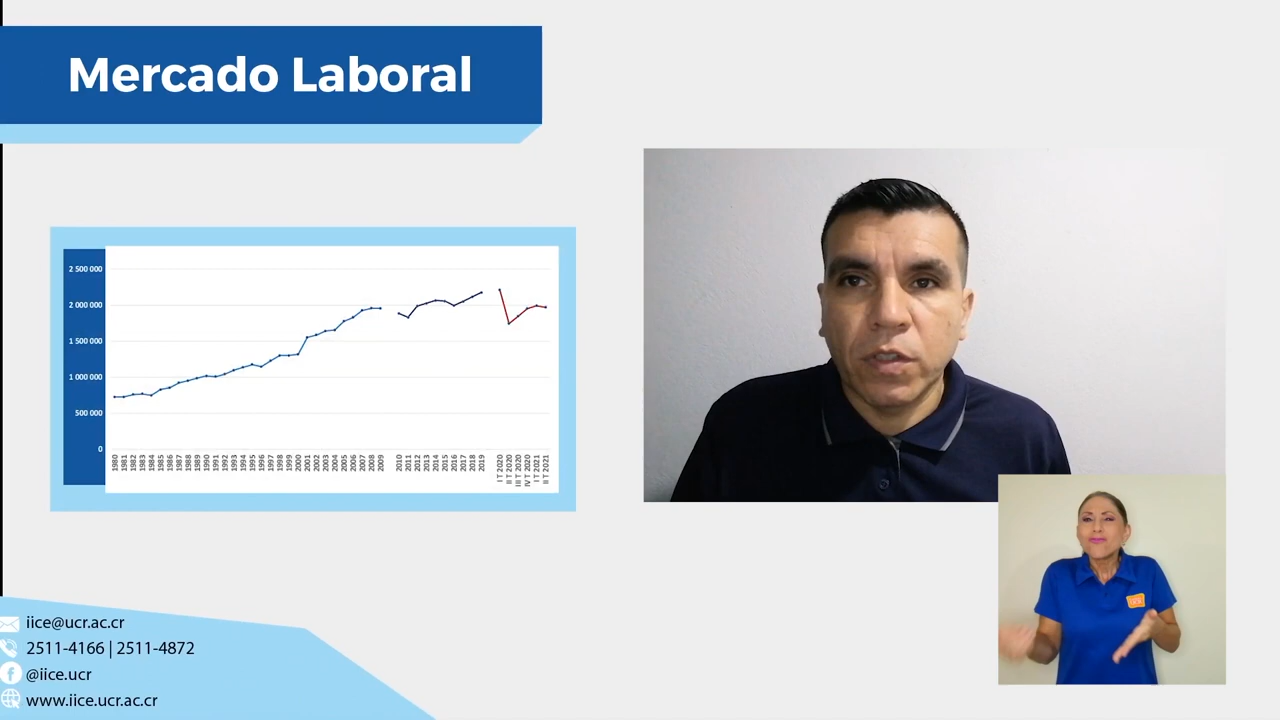 Mercado Laboral
2 500 000
2 000 000
1 500 000
1 000 000
500 000
0
1980 1981 1982 1983 1984 1985 1986 1987 1988 1989 1990 1991 1992 1993 1994 1995 1996 1997 1998 1999 2000 2001 2002 2003 2004 2005 2006 2007 2008 2009 2010 2011 2012 2013 2014 2015 2016 2017 2018 2019 I T 2020 II T 2020 III T 2020 IV T 2020 I T 2021 II T 2021
iice@ucr.ac.cr
2511-4166 | 2511-4872
@iice.ucr
www.iice.ucr.ac.cr